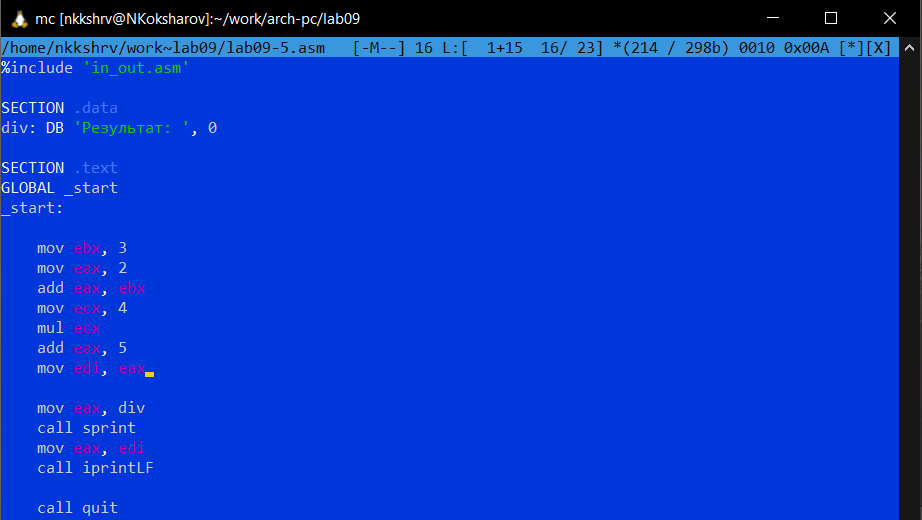 mc [nkkshrv@NKoksharov]:~/work/arch-pc/lab09
/home/nkkshrv/work~lab09/lab09-5.asm   [-M--] 16 L:[  1+15  16/ 23] *(214 / 298b) 0010 0x00A [*][X]
%include 'in_out.asm'
SECTION .data
div: DB 'Результат: ', 0
SECTION .text
GLOBAL _start
_start:
    mov ebx, 3
    mov eax, 2
    add eax, ebx
    mov ecx, 4
    mul ecx
    add eax, 5
    mov edi, eax
    mov eax, div
    call sprint
    mov eax, edi
    call iprintLF
    call quit